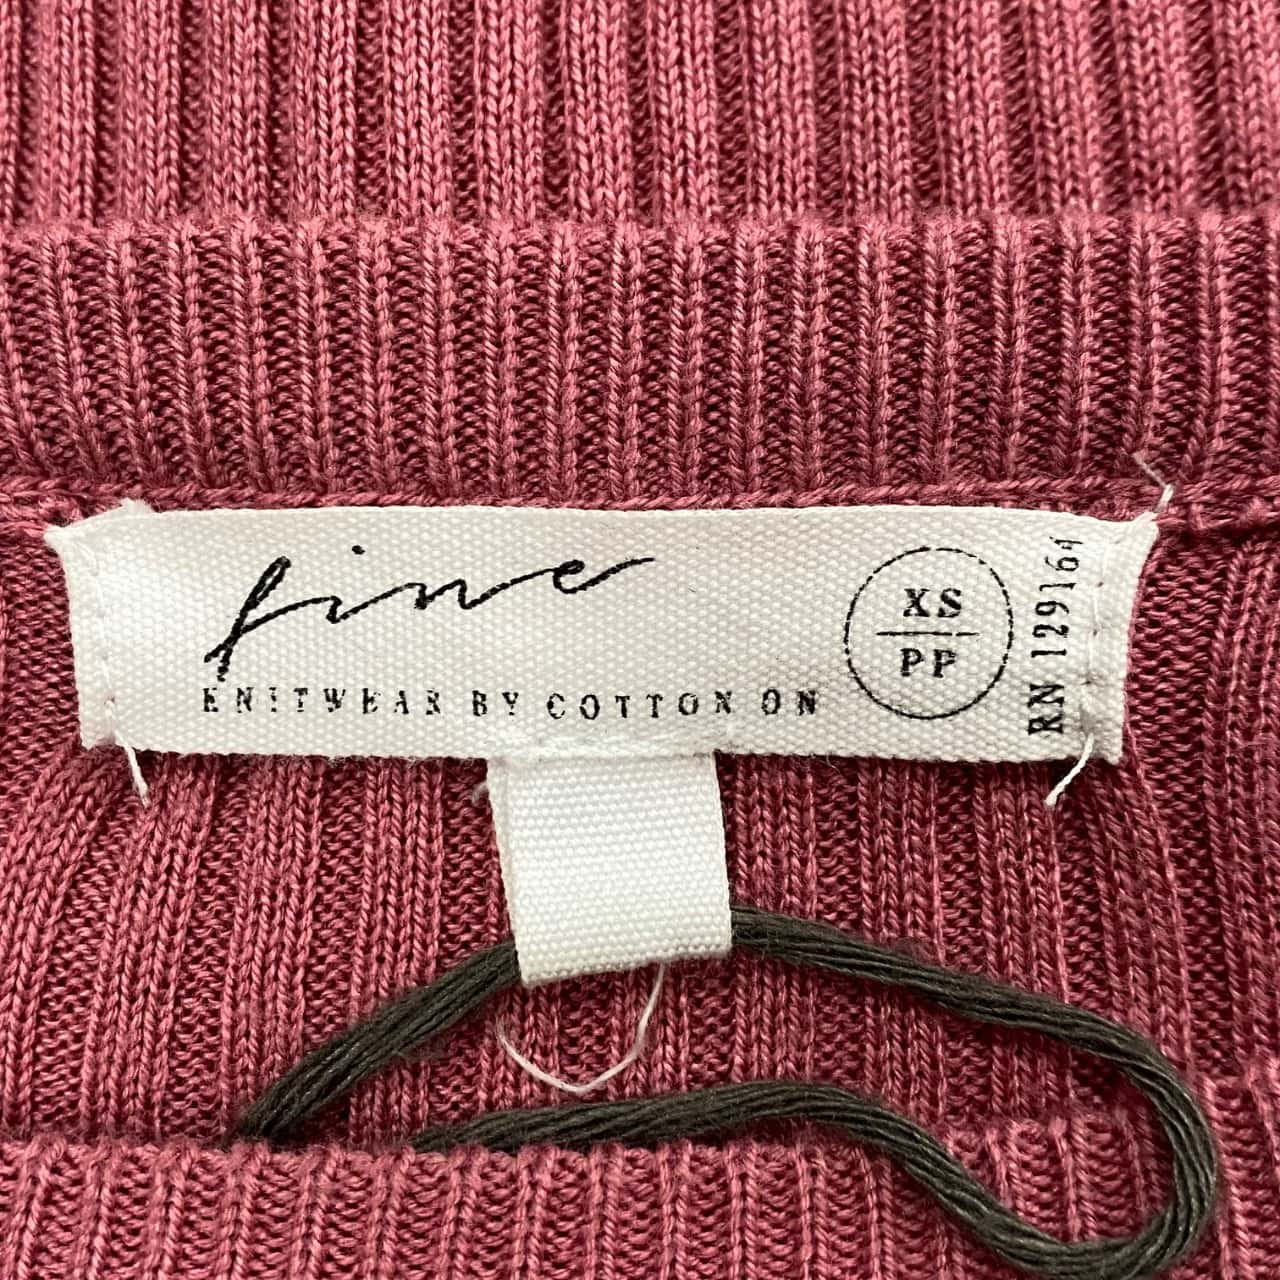 fine
KNITWEAR BY COTTON ON
XS
PP
RN 129164